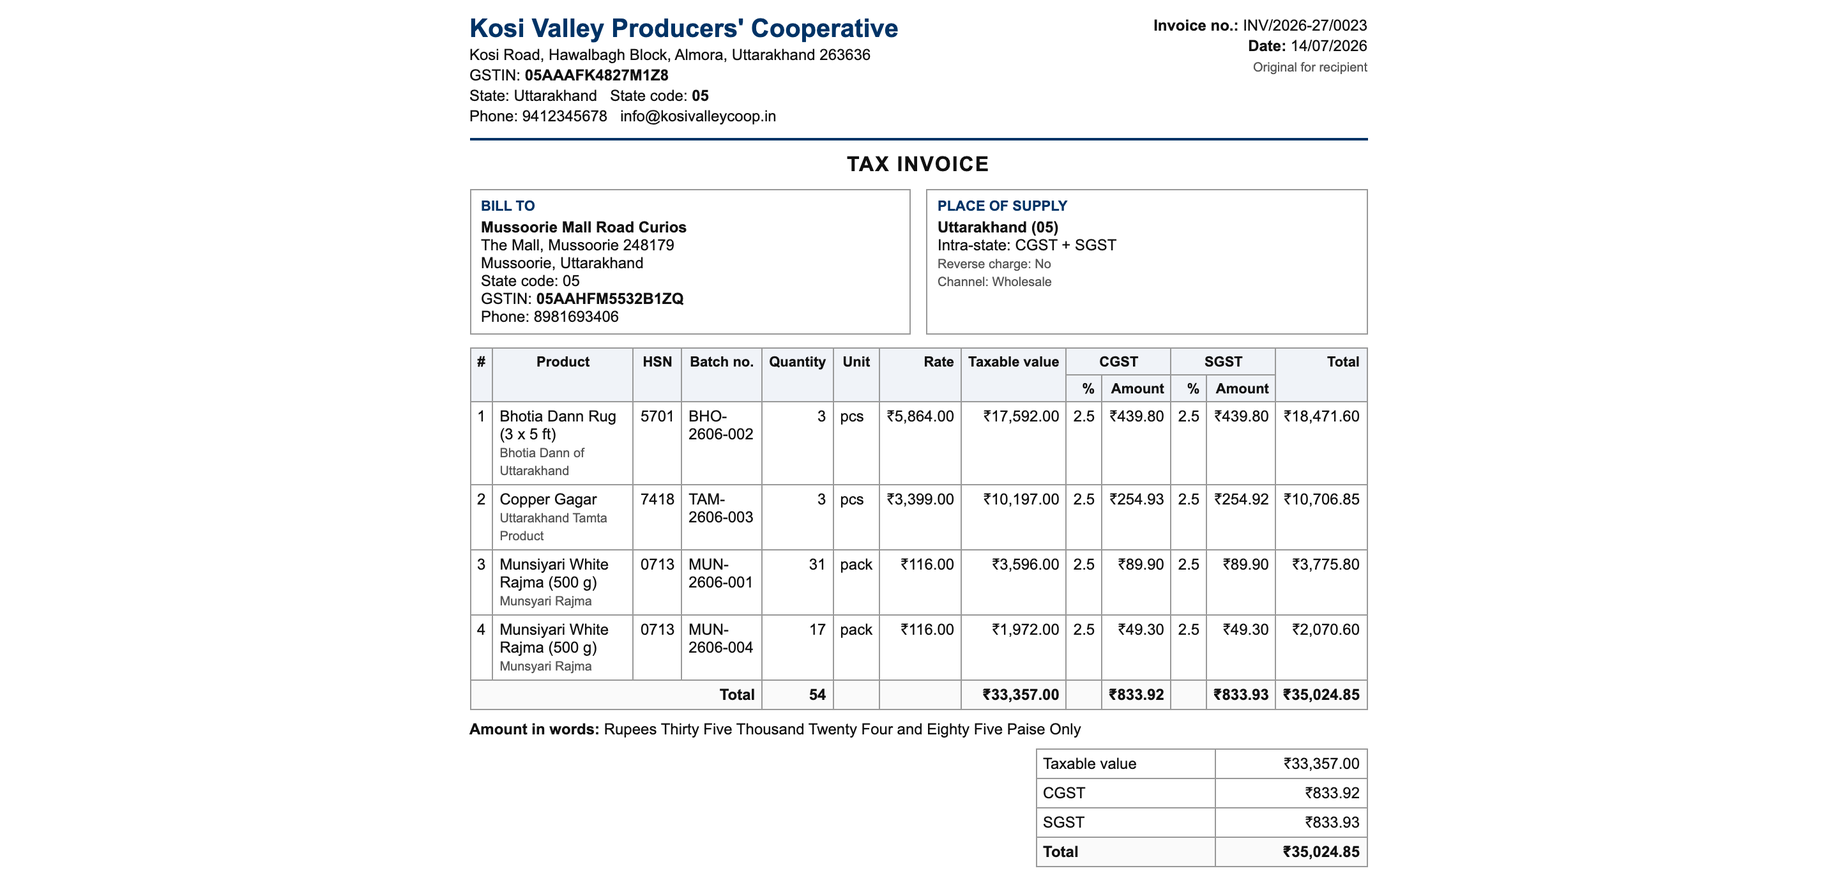 Kosi Valley Producers' Cooperative
Kosi Road, Hawalbagh Block, Almora, Uttarakhand 263636
GSTIN: 05AAAFK4827M1Z8
State: Uttarakhand State code: 05
Phone: 9412345678 info@kosivalleycoop.in
Invoice no.: INV/2026-27/0023
Date: 14/07/2026
Original for recipient
TAX INVOICE
BILL TO
Mussoorie Mall Road Curios
The Mall, Mussoorie 248179
Mussoorie, Uttarakhand
State code: 05
GSTIN: 05AAHFM5532B1ZQ
Phone: 8981693406
PLACE OF SUPPLY
Uttarakhand (05)
Intra-state: CGST + SGST
Reverse charge: No
Channel: Wholesale
# Product HSN Batch no. Quantity Unit Rate Taxable value CGST SGST Total
% Amount % Amount
1 Bhotia Dann Rug 5701 BHO- 3 pcs ₹5,864.00 ₹17,592.00 2.5 ₹439.80 2.5 ₹439.80 ₹18,471.60
(3 x 5 ft) 2606-002
Bhotia Dann of
Uttarakhand
2 Copper Gagar 7418 TAM- 3 pcs ₹3,399.00 ₹10,197.00 2.5 ₹254.93 2.5 ₹254.92 ₹10,706.85
Uttarakhand Tamta 2606-003
Product
3 Munsiyari White 0713 MUN- 31 pack ₹116.00 ₹3,596.00 2.5 ₹89.90 2.5 ₹89.90 ₹3,775.80
Rajma (500 g) 2606-001
Munsyari Rajma
4 Munsiyari White 0713 MUN- 17 pack ₹116.00 ₹1,972.00 2.5 ₹49.30 2.5 ₹49.30 ₹2,070.60
Rajma (500 g) 2606-004
Munsyari Rajma
Total 54 ₹33,357.00 ₹833.92 ₹833.93 ₹35,024.85
Amount in words: Rupees Thirty Five Thousand Twenty Four and Eighty Five Paise Only
Taxable value ₹33,357.00
CGST ₹833.92
SGST ₹833.93
Total ₹35,024.85